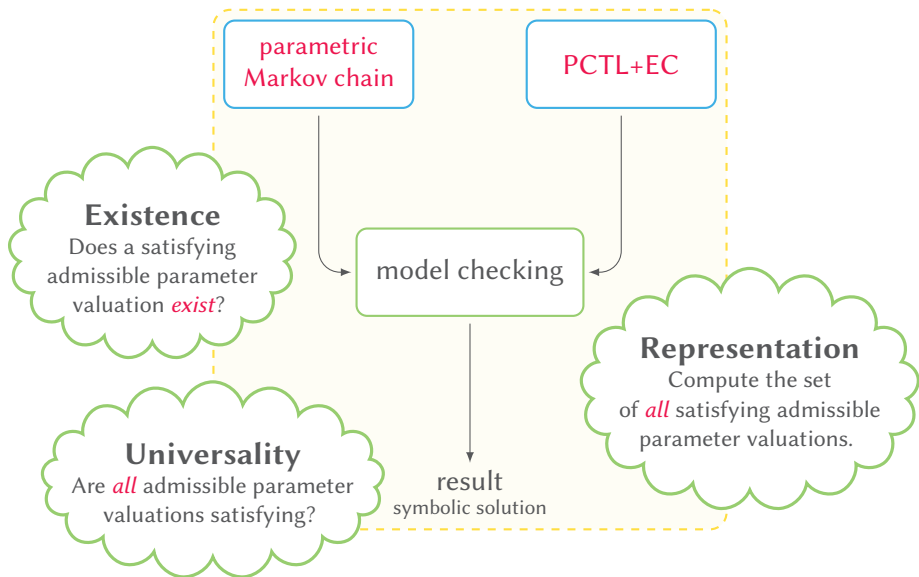 parametric
Markov chain
PCTL+EC
Existence
Does a satisfying
admissible parameter
valuation exist?
model checking
Representation
Compute the set
of all satisfying admissible
parameter valuations.
Universality
Are all admissible parameter
valuations satisfying?
result
symbolic solution